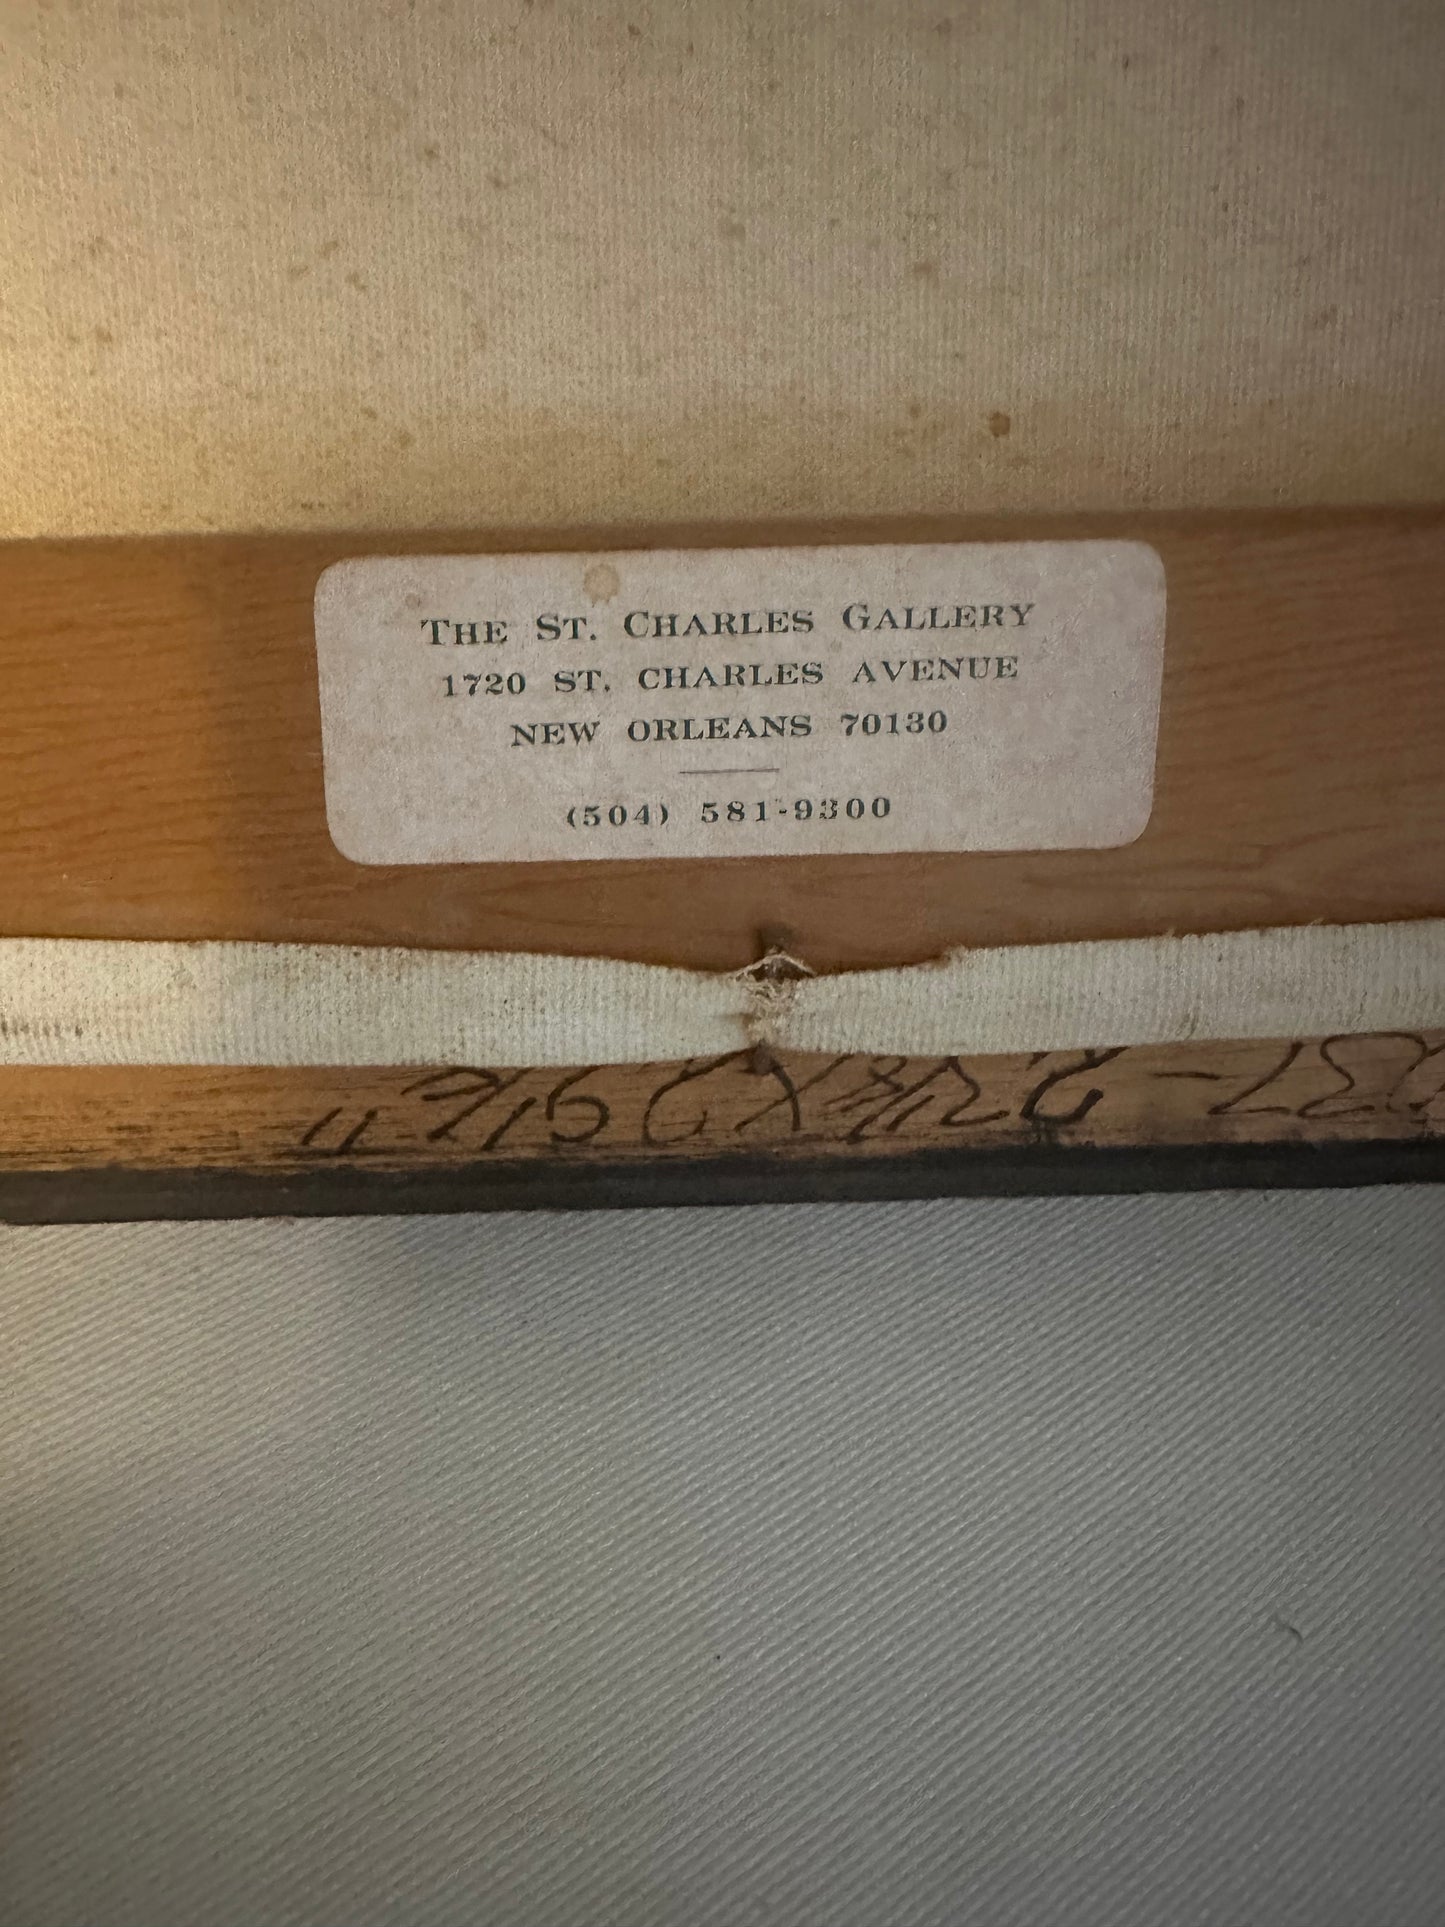 THE ST. CHARLES GALLERY
1720 ST. CHARLES AVENUE
NEW ORLEANS 70130
(504) 581-9300